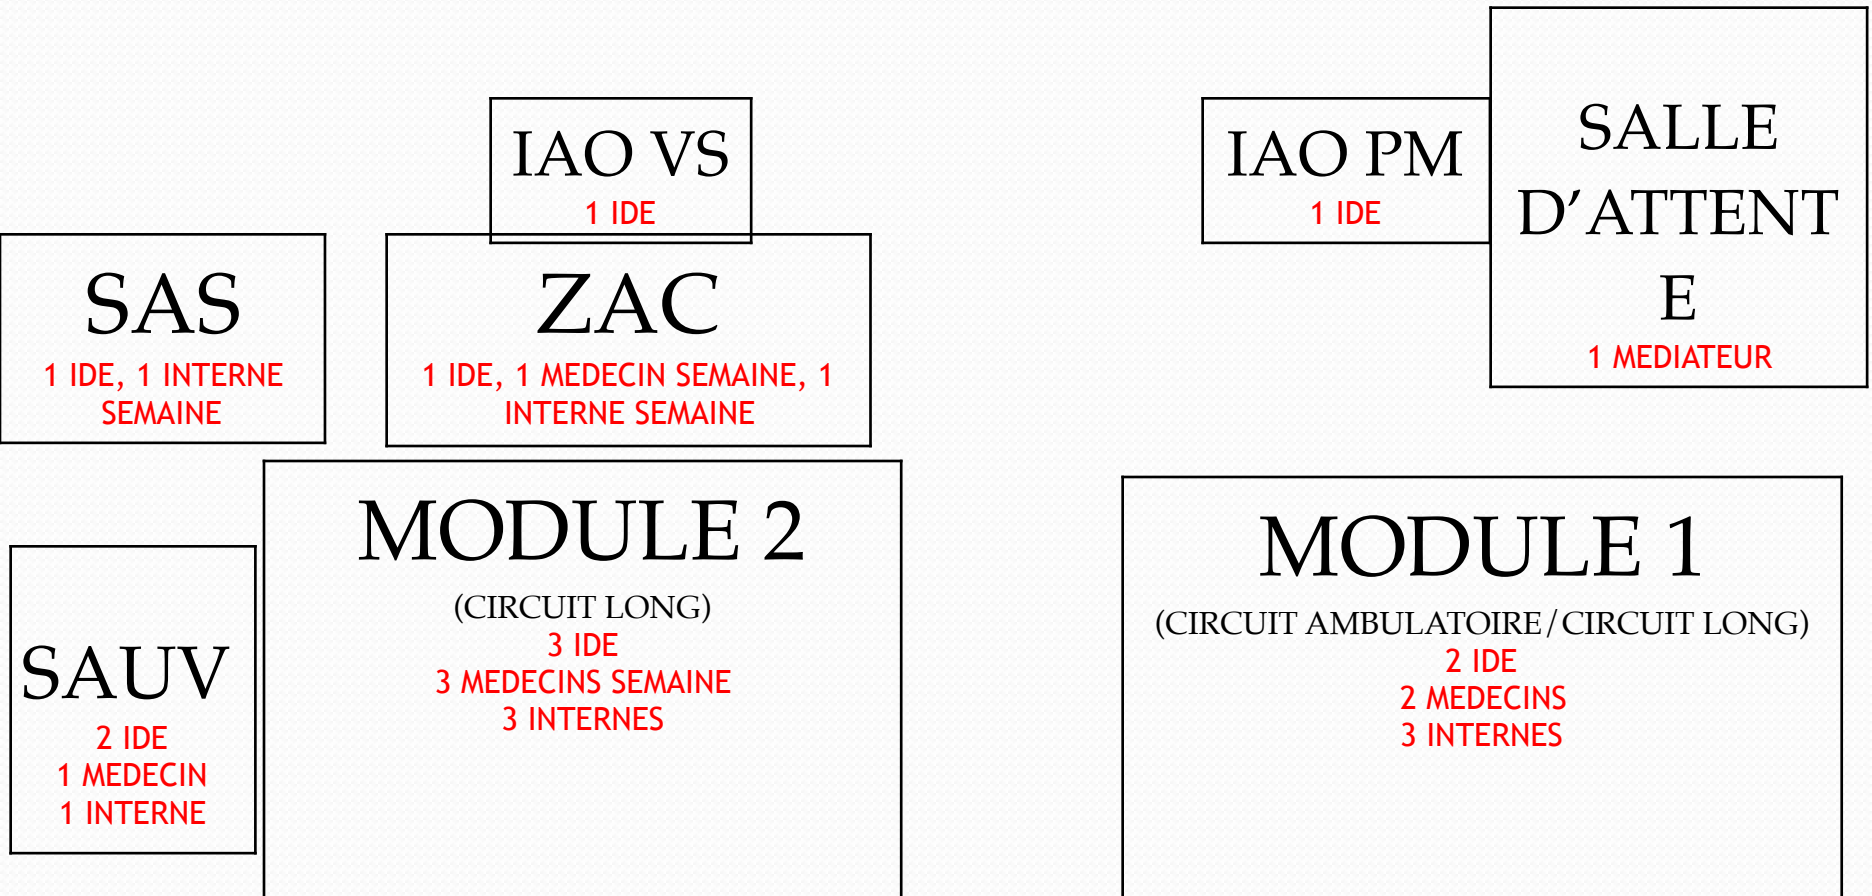 IAO VS
1 IDE
IAO PM
1 IDE
SALLE
D’ATTENT
E
1 MEDIATEUR
SAS
1 IDE, 1 INTERNE
SEMAINE
ZAC
1 IDE, 1 MEDECIN SEMAINE, 1
INTERNE SEMAINE
SAUV
2 IDE
1 MEDECIN
1 INTERNE
MODULE 2
(CIRCUIT LONG)
3 IDE
3 MEDECINS SEMAINE
3 INTERNES
MODULE 1
(CIRCUIT AMBULATOIRE/CIRCUIT LONG)
2 IDE
2 MEDECINS
3 INTERNES